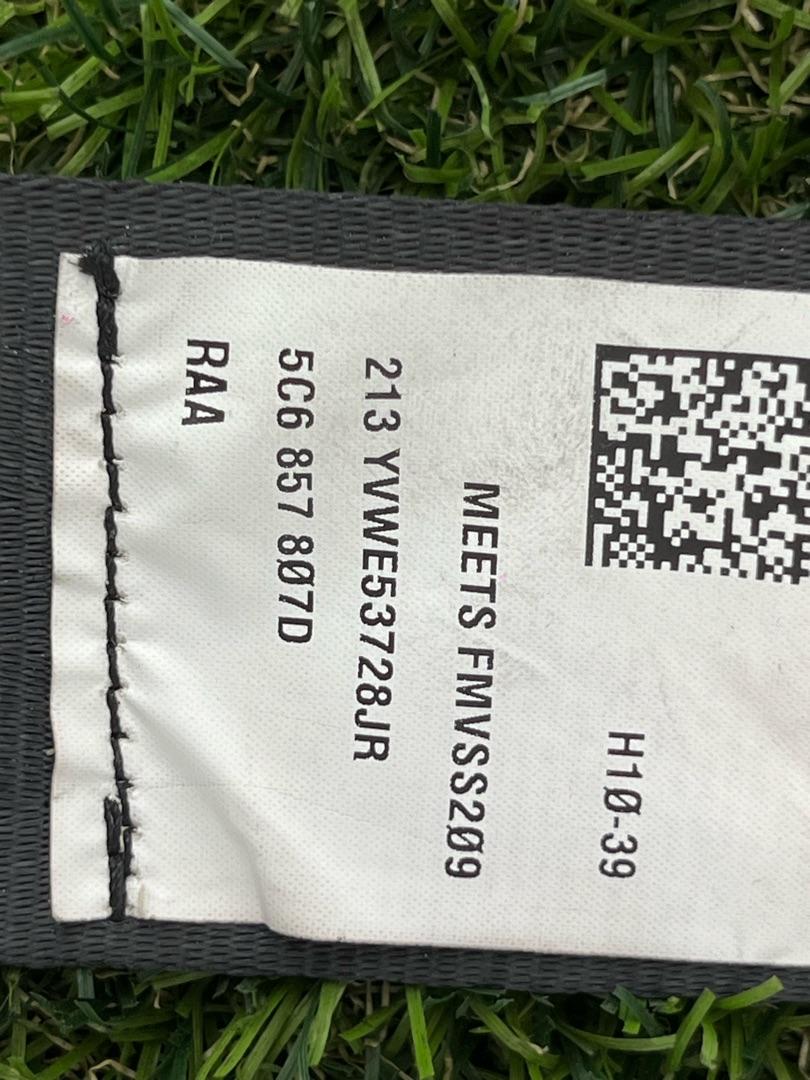 H10-39
MEETS FMVSS209
213 YVWE53728JR
5C6 857 807D
RAA